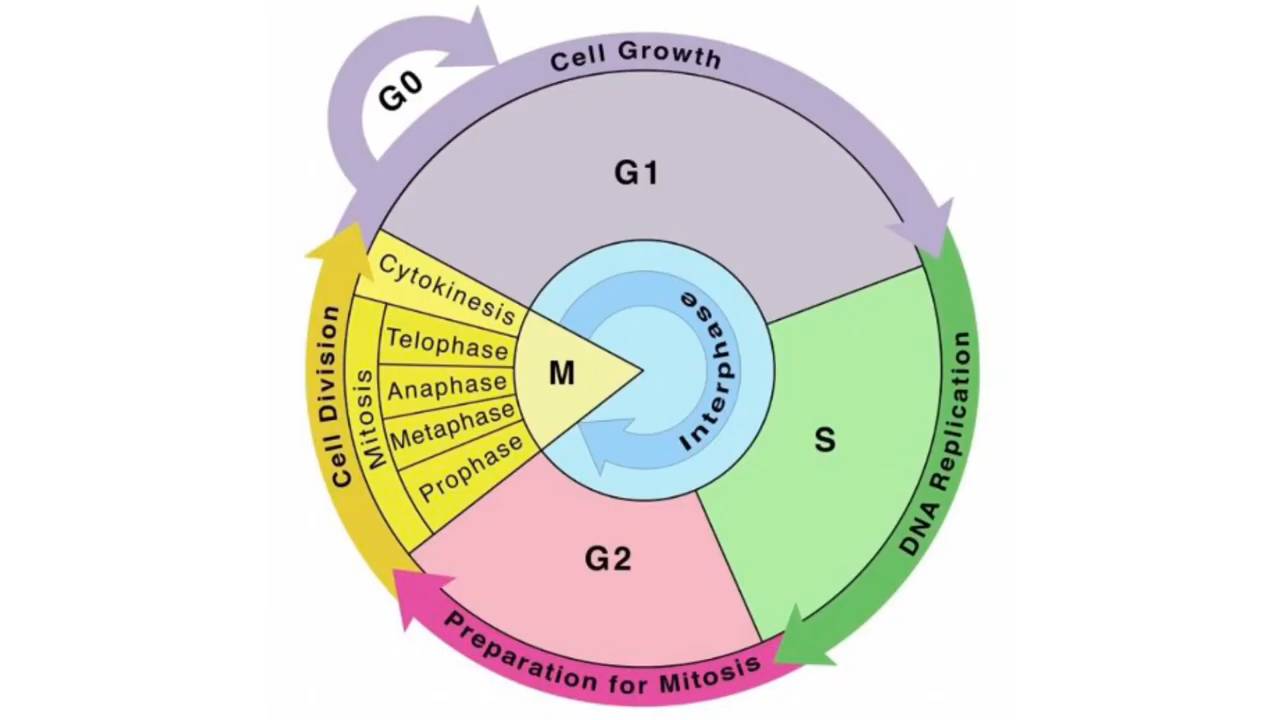 G0
Cell Growth
G1
Cytokinesis
Telophase
Anaphase
Metaphase
Prophase
Mitosis
Cell Division
M
Interphase
S
DNA Replication
G2
Preparation for Mitosis